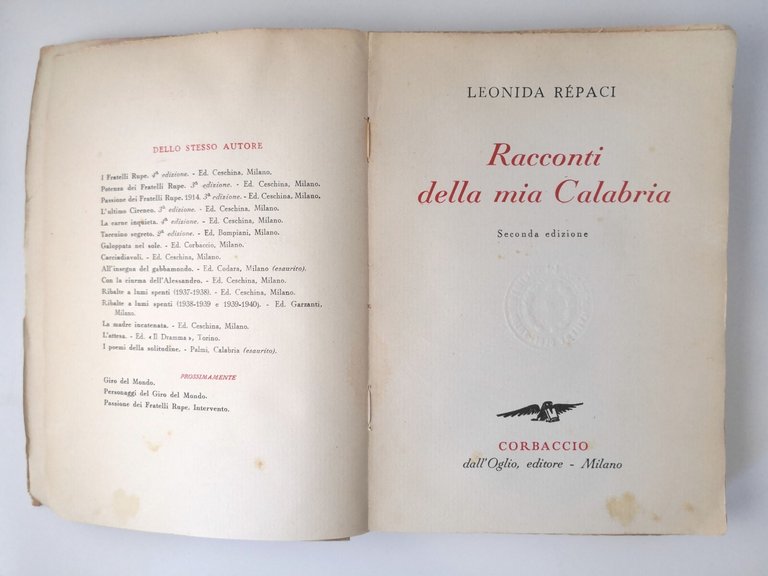 DELLO STESSO AUTORE
I Fratelli Rupe. 4ª edizione. - Ed. Ceschina, Milano.
Potenza dei Fratelli Rupe. 3ª edizione. - Ed. Ceschina, Milano.
Passione dei Fratelli Rupe. 1914. 3ª edizione. - Ed. Ceschina, Milano.
L'ultimo Cireneo. 3ª edizione. - Ed. Ceschina, Milano.
La carne inquieta. 4ª edizione. - Ed. Ceschina, Milano.
Taccuino segreto. 2ª edizione. - Ed. Bompiani, Milano.
Galoppata nel sole. - Ed. Corbaccio, Milano.
Cacciadiavoli. - Ed. Ceschina, Milano.
All'insegna del gabbamondo. - Ed. Codara, Milano (esaurito).
Con la cinema dell'Alessandro. - Ed. Ceschina, Milano.
Ribalte a lumi spenti (1937-1938). - Ed. Ceschina, Milano.
Ribalte a lumi spenti (1938-1939 e 1939-1940). - Ed. Garzanti,
Milano.
La madre incatenata. - Ed. Ceschina, Milano.
L'attesa. - Ed. «Il Dramma», Torino.
I poemi della solitudine. - Palmi, Calabria (esaurito).
PROSSIMAMENTE
Giro del Mondo.
Personaggi del Giro del Mondo.
Passione dei Fratelli Rupe. Intervento.
LEONIDA RÉPACI
Racconti
della mia Calabria
Seconda edizione
CORBACCIO
dall'Oglio, editore - Milano